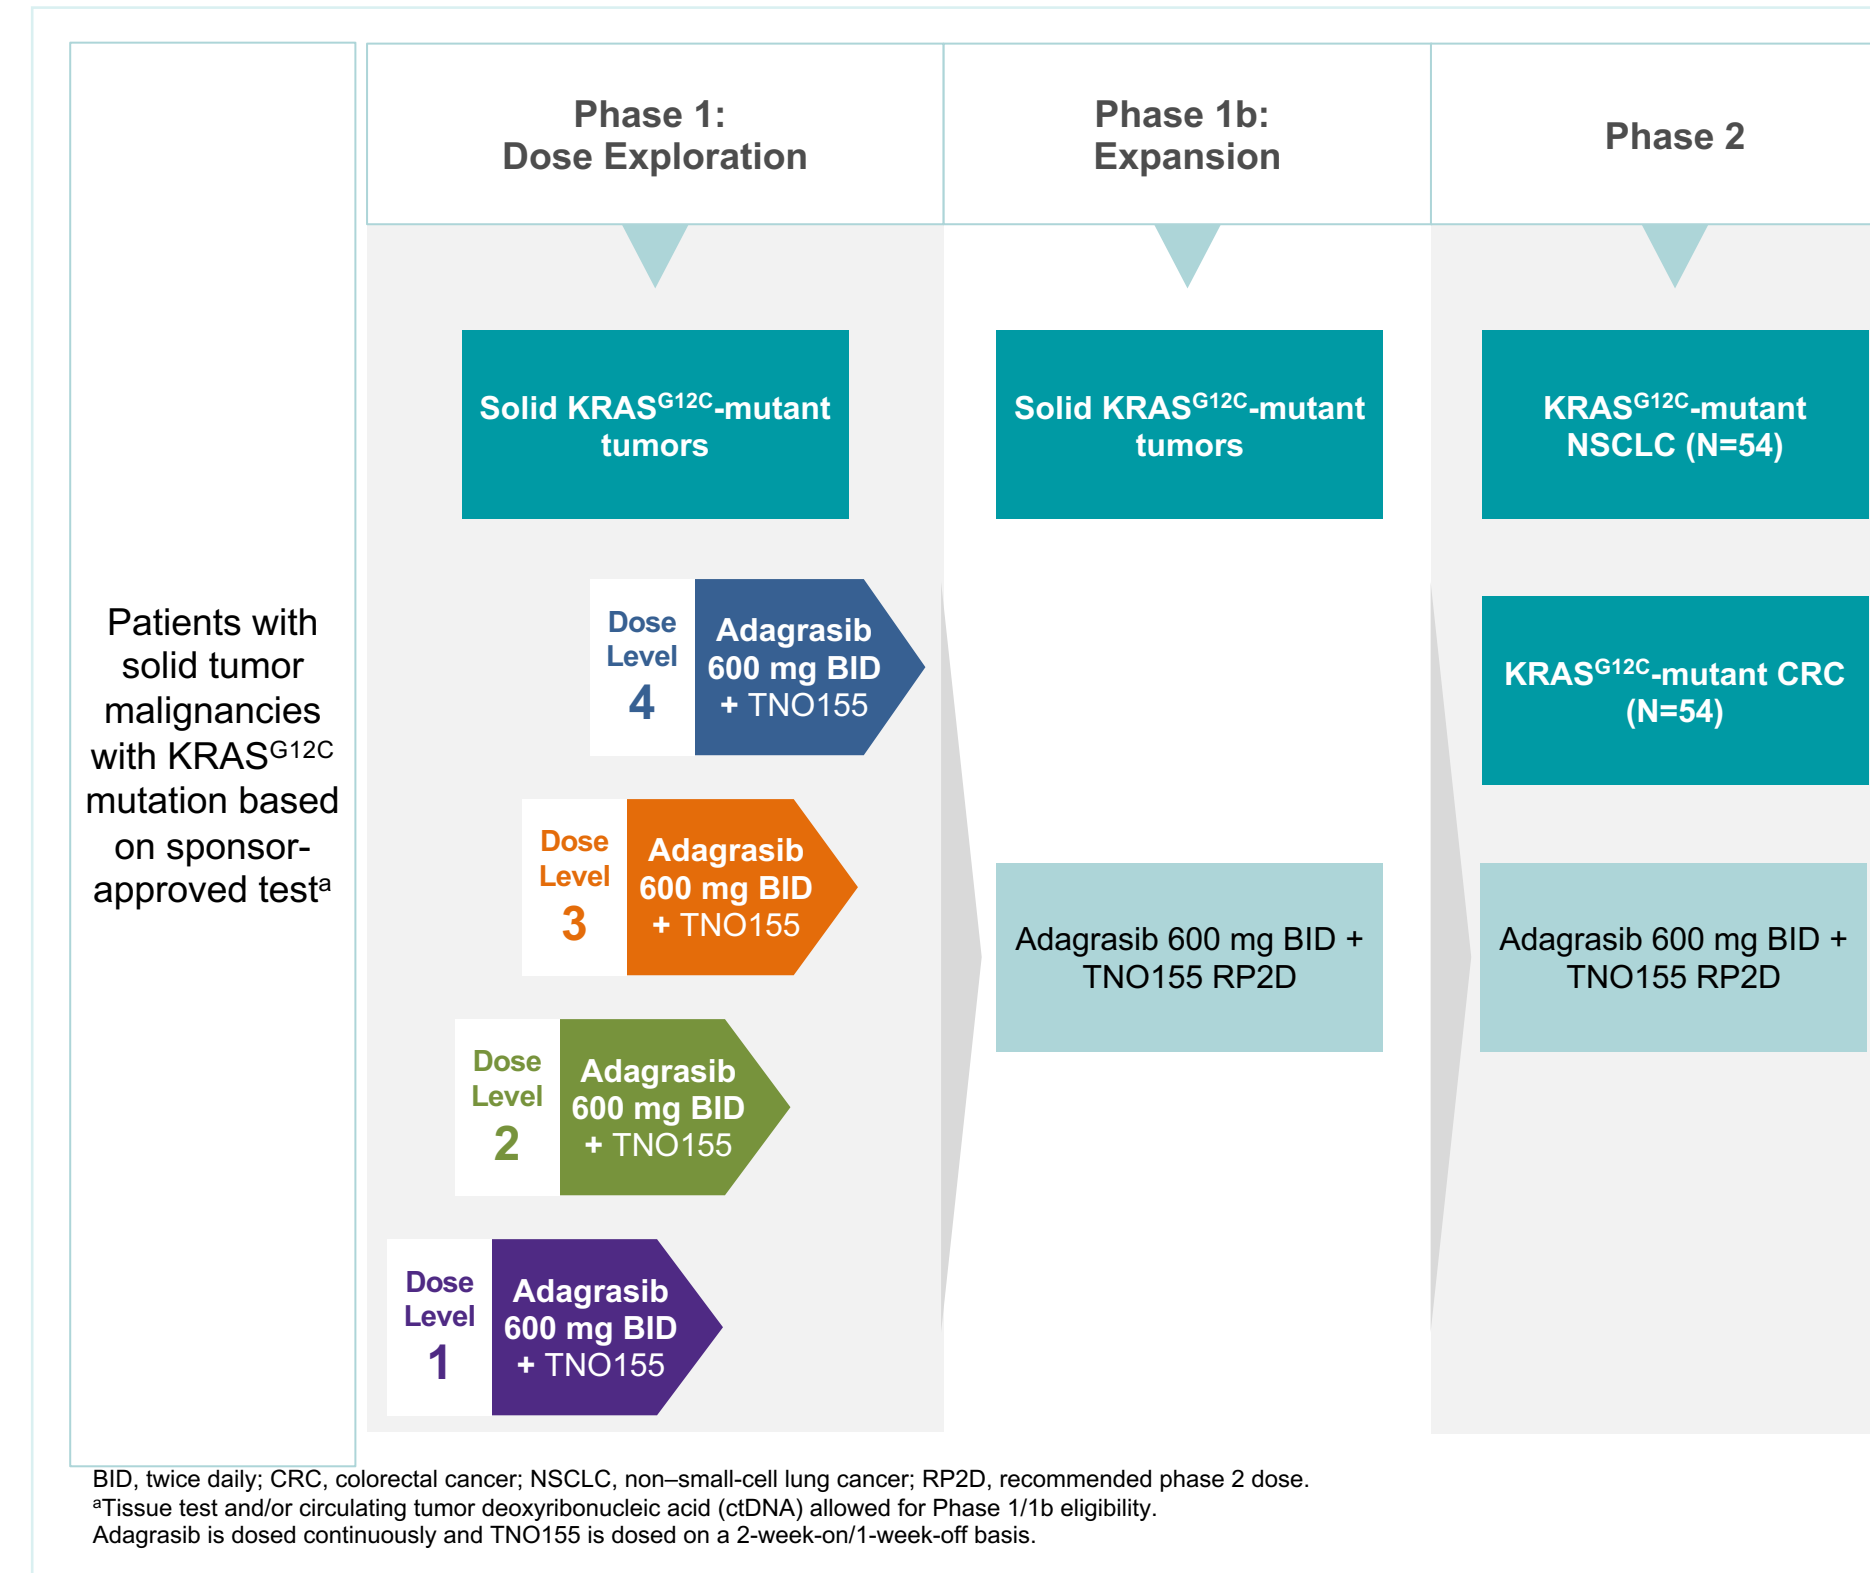 Phase 1:
Dose Exploration
Phase 1b:
Expansion
Phase 2
Patients with
solid tumor
malignancies
with KRASG12C
mutation based
on sponsor-
approved testa
Solid KRASG12C-mutant
tumors
Dose
Level
4
Adagrasib
600 mg BID
+ TNO155
Dose
Level
3
Adagrasib
600 mg BID
+ TNO155
Dose
Level
2
Adagrasib
600 mg BID
+ TNO155
Dose
Level
1
Adagrasib
600 mg BID
+ TNO155
Solid KRASG12C-mutant
tumors
Adagrasib 600 mg BID +
TNO155 RP2D
KRASG12C-mutant
NSCLC (N=54)
KRASG12C-mutant CRC
(N=54)
Adagrasib 600 mg BID +
TNO155 RP2D
BID, twice daily; CRC, colorectal cancer; NSCLC, non–small-cell lung cancer; RP2D, recommended phase 2 dose.
aTissue test and/or circulating tumor deoxyribonucleic acid (ctDNA) allowed for Phase 1/1b eligibility.
Adagrasib is dosed continuously and TNO155 is dosed on a 2-week-on/1-week-off basis.